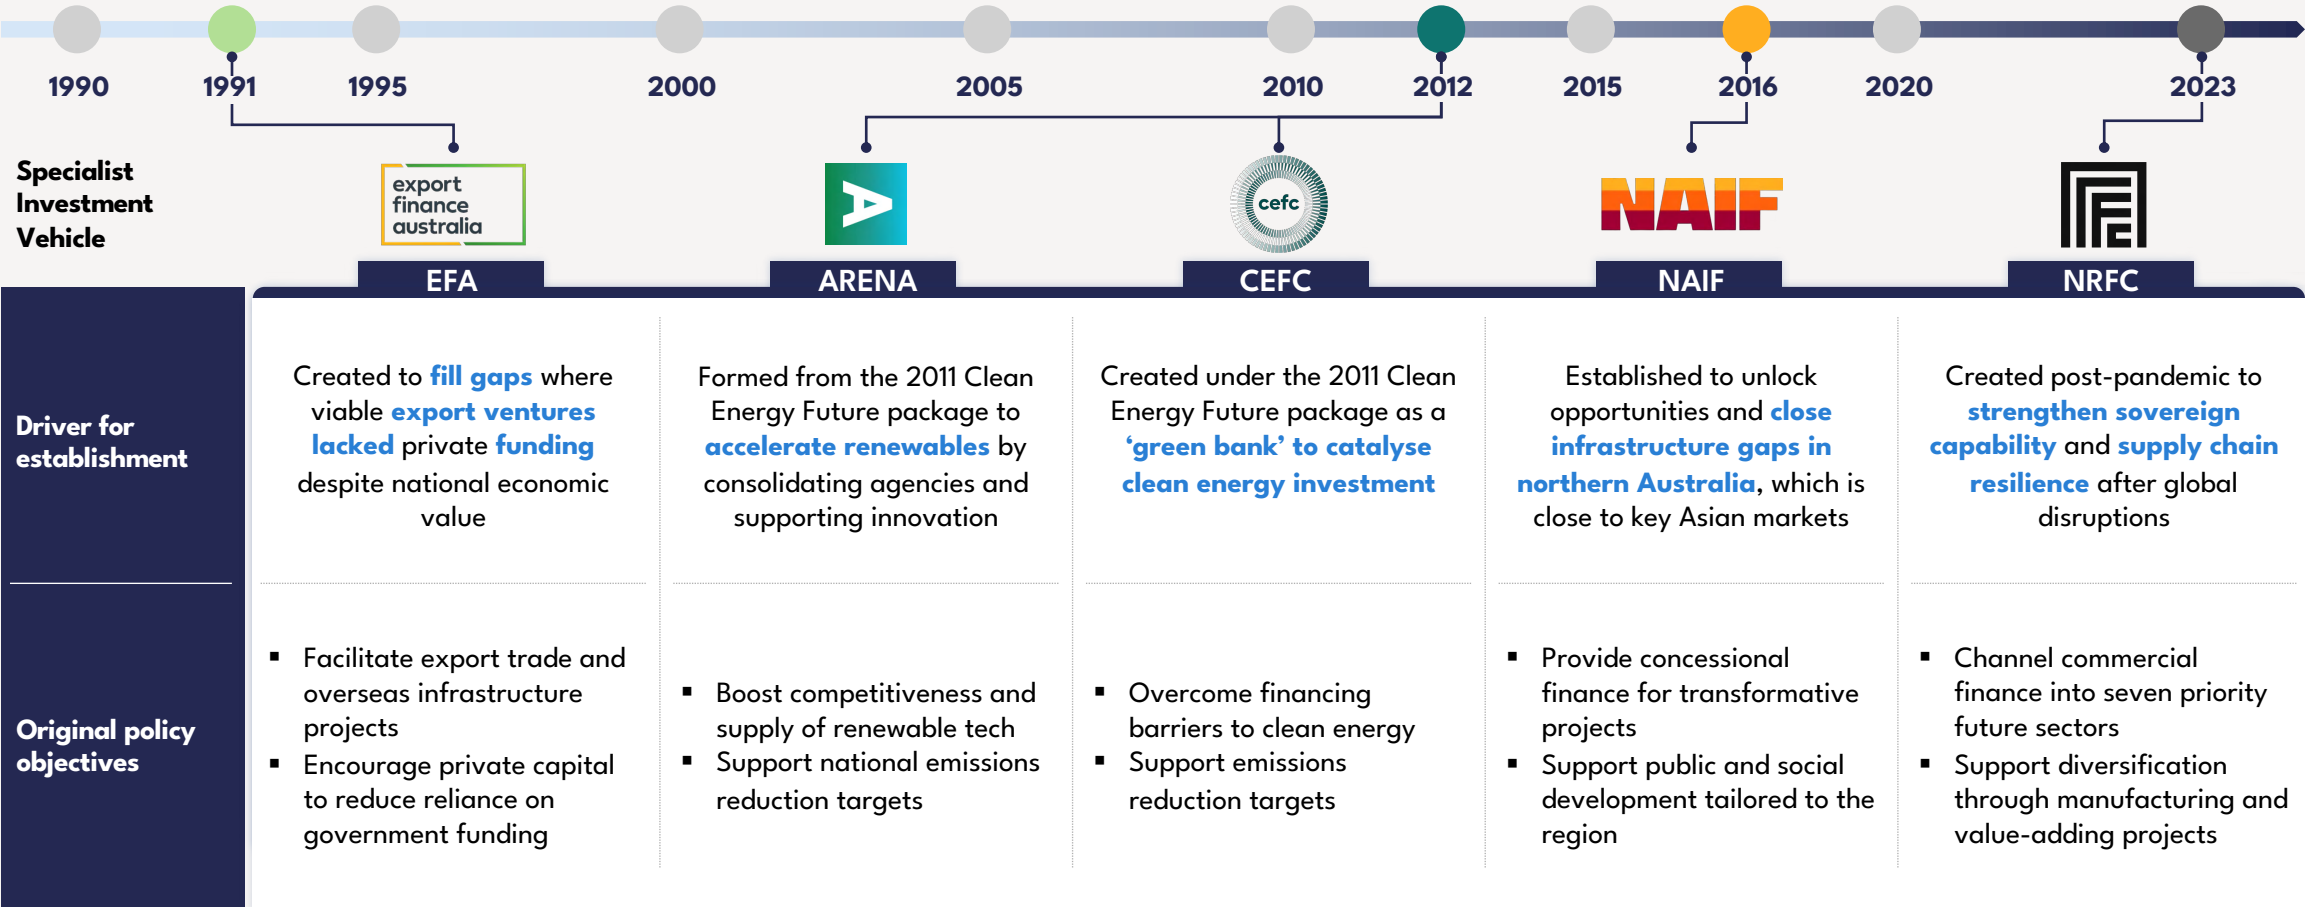 1990
1991
1995
2000
2005
2010
2012
2015
2016
2020
2023
Specialist
Investment
Vehicle
export
finance
australia
A
cefc
NAIF
NRFC
EFA
ARENA
CEFC
NAIF
NRFC
Driver for
establishment
Created to fill gaps where
viable export ventures
lacked private funding
despite national economic
value
Formed from the 2011 Clean
Energy Future package to
accelerate renewables by
consolidating agencies and
supporting innovation
Created under the 2011 Clean
Energy Future package as a
‘green bank’ to catalyse
clean energy investment
Established to unlock
opportunities and close
infrastructure gaps in
northern Australia, which is
close to key Asian markets
Created post-pandemic to
strengthen sovereign
capability and supply chain
resilience after global
disruptions
Original policy
objectives
▪ Facilitate export trade and
overseas infrastructure
projects
▪ Encourage private capital
to reduce reliance on
government funding
▪ Boost competitiveness and
supply of renewable tech
▪ Support national emissions
reduction targets
▪ Overcome financing
barriers to clean energy
▪ Support emissions
reduction targets
▪ Provide concessional
finance for transformative
projects
▪ Support public and social
development tailored to the
region
▪ Channel commercial
finance into seven priority
future sectors
▪ Support diversification
through manufacturing and
value-adding projects